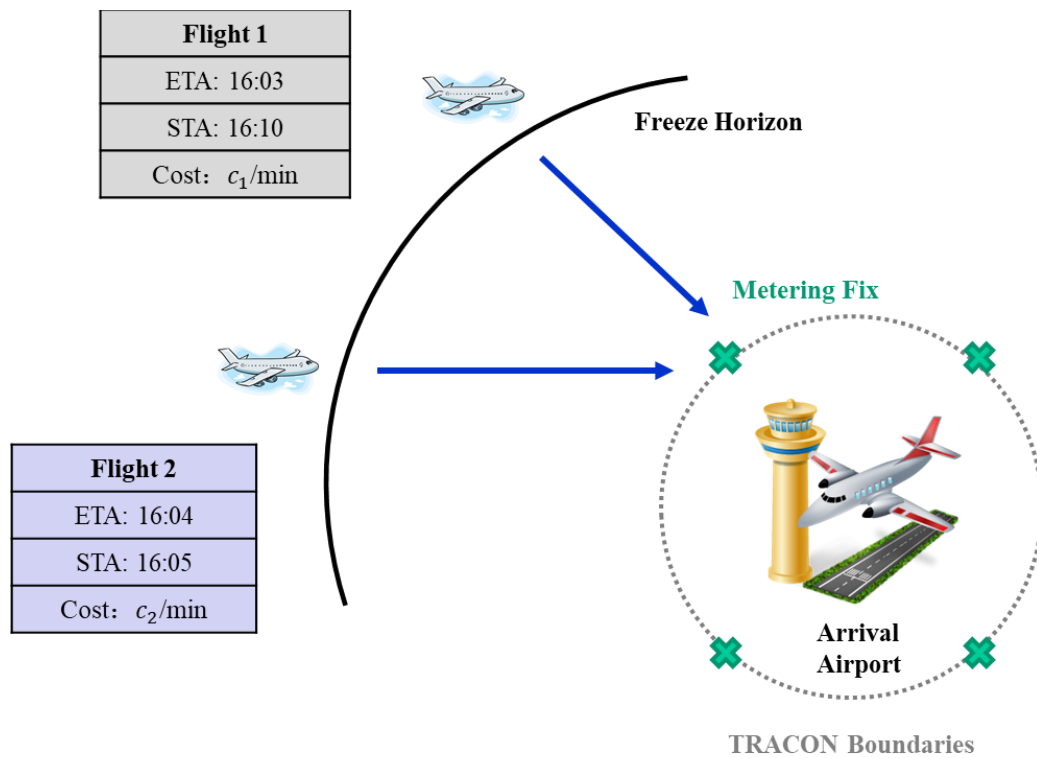 Flight 1
ETA: 16:03
STA: 16:10
Cost：c₁/min
Freeze Horizon
Metering Fix
Flight 2
ETA: 16:04
STA: 16:05
Cost：c₂/min
Arrival
Airport
TRACON Boundaries